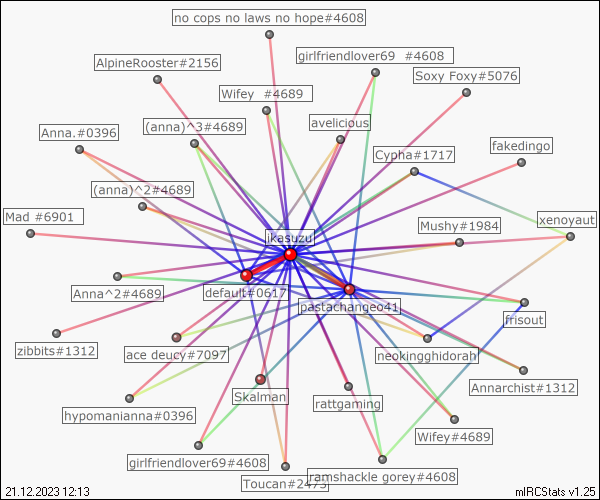 no cops no laws no hope#4608
girlfriendlover69 #4608
AlpineRooster#2156
Soxy Foxy#5076
Wifey #4689
Anna.#0396
(anna)^3#4689
avelicious
fakedingo
Cypha#1717
(anna)^2#4689
Mad #6901
Mushy#1984
xenoyaut
ikasuzu
Anna^2#4689
default#0617
pastachangeo41
frisout
zibbits#1312
ace deucy#7097
neokingghidorah
Annarchist#1312
Skalman
rattgaming
hypomanianna#0396
Wifey#4689
girlfriendlover69#4608
ramshackle gorey#4608
Toucan#2473
21.12.2023 12:13
mIRCStats v1.25